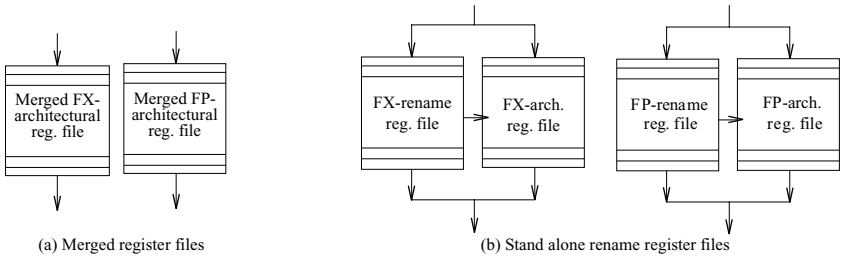 Merged FX-
architectural
reg. file
Merged FP-
architectural
reg. file
FX-rename
reg. file
FX-arch.
reg. file
FP-rename
reg. file
FP-arch.
reg. file
(a) Merged register files
(b) Stand alone rename register files